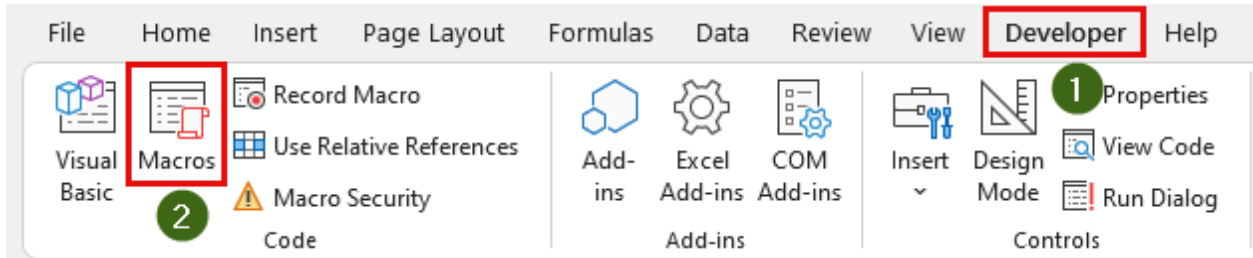 File Home Insert Page Layout Formulas Data Review View Developer Help
1
Visual Basic
Macros
2
Record Macro
Use Relative References
Macro Security
Code
Add-ins
Excel Add-ins
COM Add-ins
Add-ins
Insert
Design Mode
Properties
View Code
Run Dialog
Controls